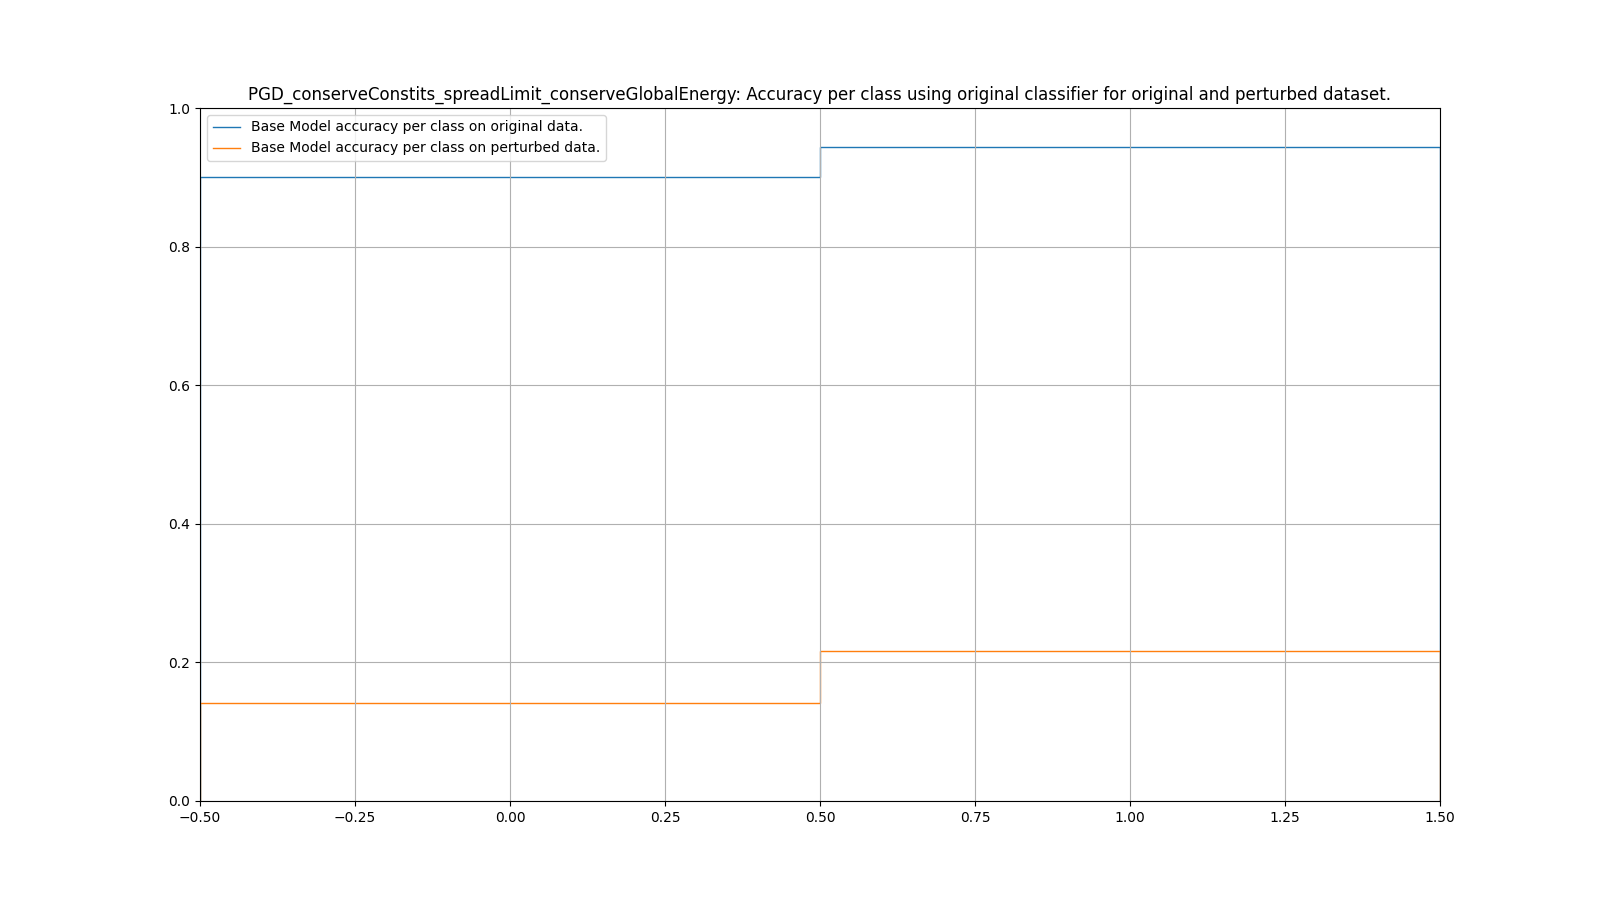 PGD_conserveConstits_spreadLimit_conserveGlobalEnergy: Accuracy per class using original classifier for original and perturbed dataset.
1.0
Base Model accuracy per class on original data.
Base Model accuracy per class on perturbed data.
0.8
0.6
0.4
0.2
0.0
−0.50 −0.25 0.00 0.25 0.50 0.75 1.00 1.25 1.50